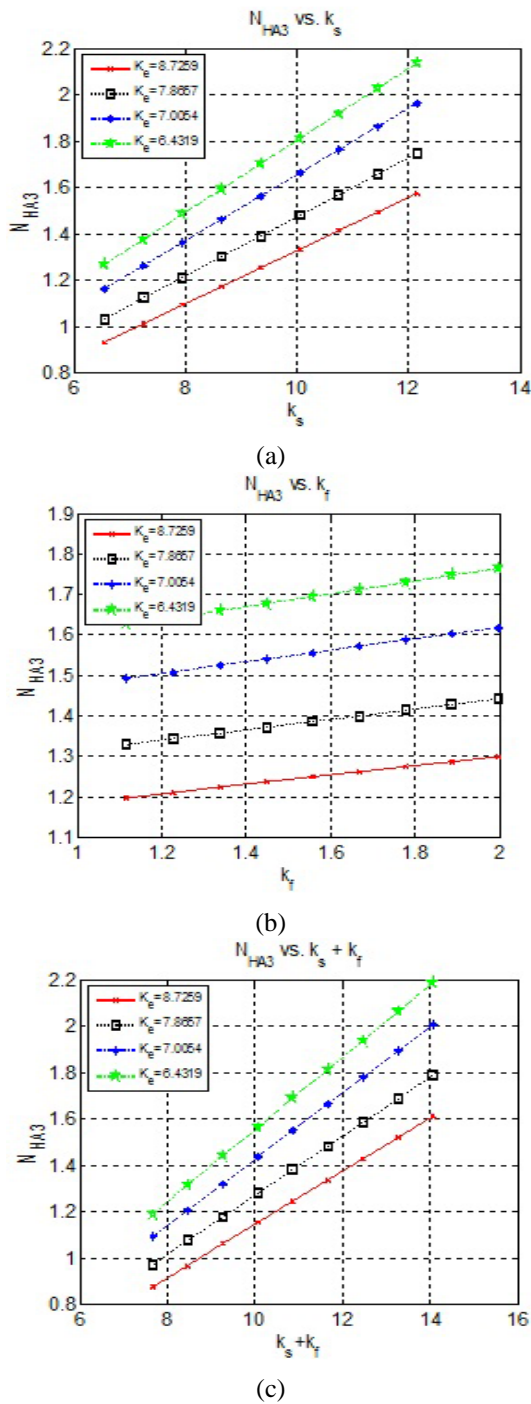 N_HA3 vs. k_s
K_e=8.7259
K_e=7.8657
K_e=7.0054
K_e=6.4319
2.2
2
1.8
1.6
1.4
1.2
1
0.8
N_HA3
6 8 10 12 14
k_s
(a)
N_HA3 vs. k_f
K_e=8.7259
K_e=7.8657
K_e=7.0054
K_e=6.4319
1.9
1.8
1.7
1.6
1.5
1.4
1.3
1.2
1.1
N_HA3
1 1.2 1.4 1.6 1.8 2
k_f
(b)
N_HA3 vs. k_s + k_f
K_e=8.7259
K_e=7.8657
K_e=7.0054
K_e=6.4319
2.2
2
1.8
1.6
1.4
1.2
1
0.8
N_HA3
6 8 10 12 14 16
k_s+k_f
(c)